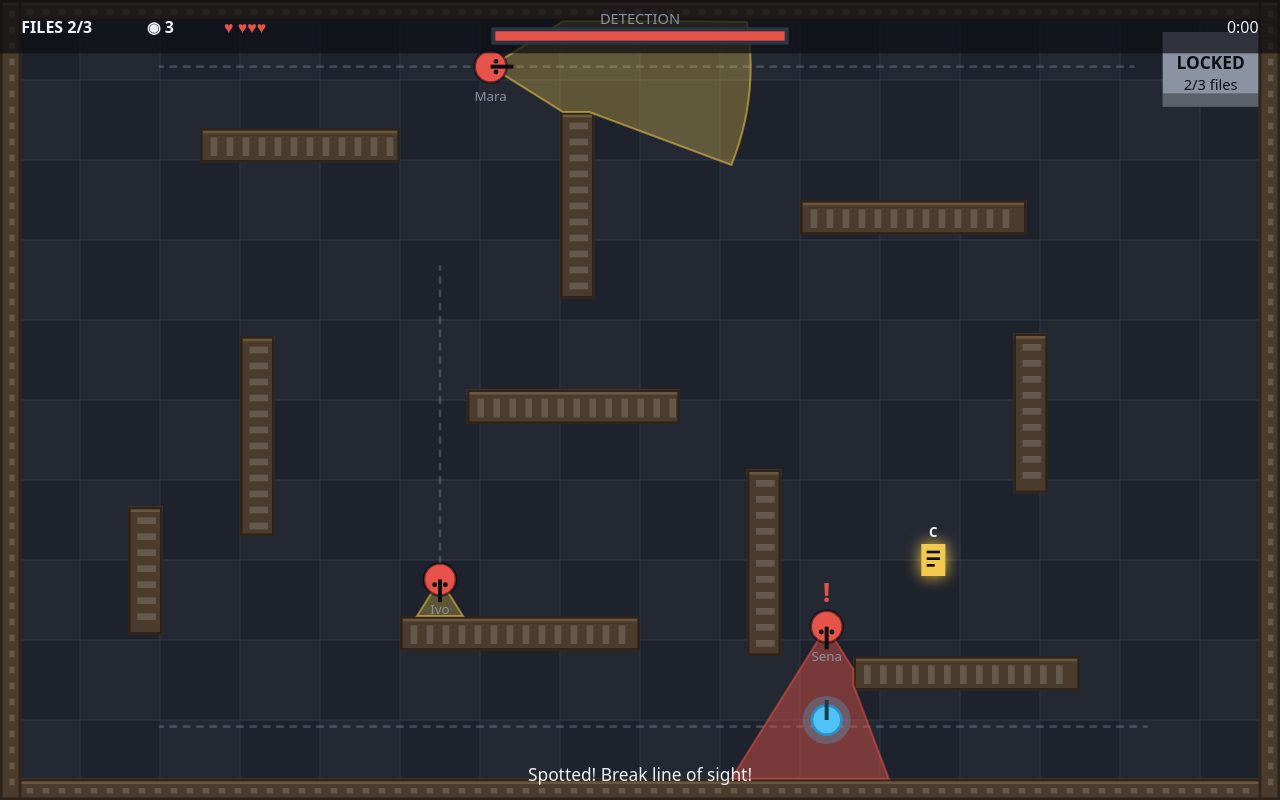 FILES 2/3
◉ 3
♥ ♥♥♥
DETECTION
0:00
LOCKED
2/3 files
Mara
C
Ivo
!
Sena
Spotted! Break line of sight!